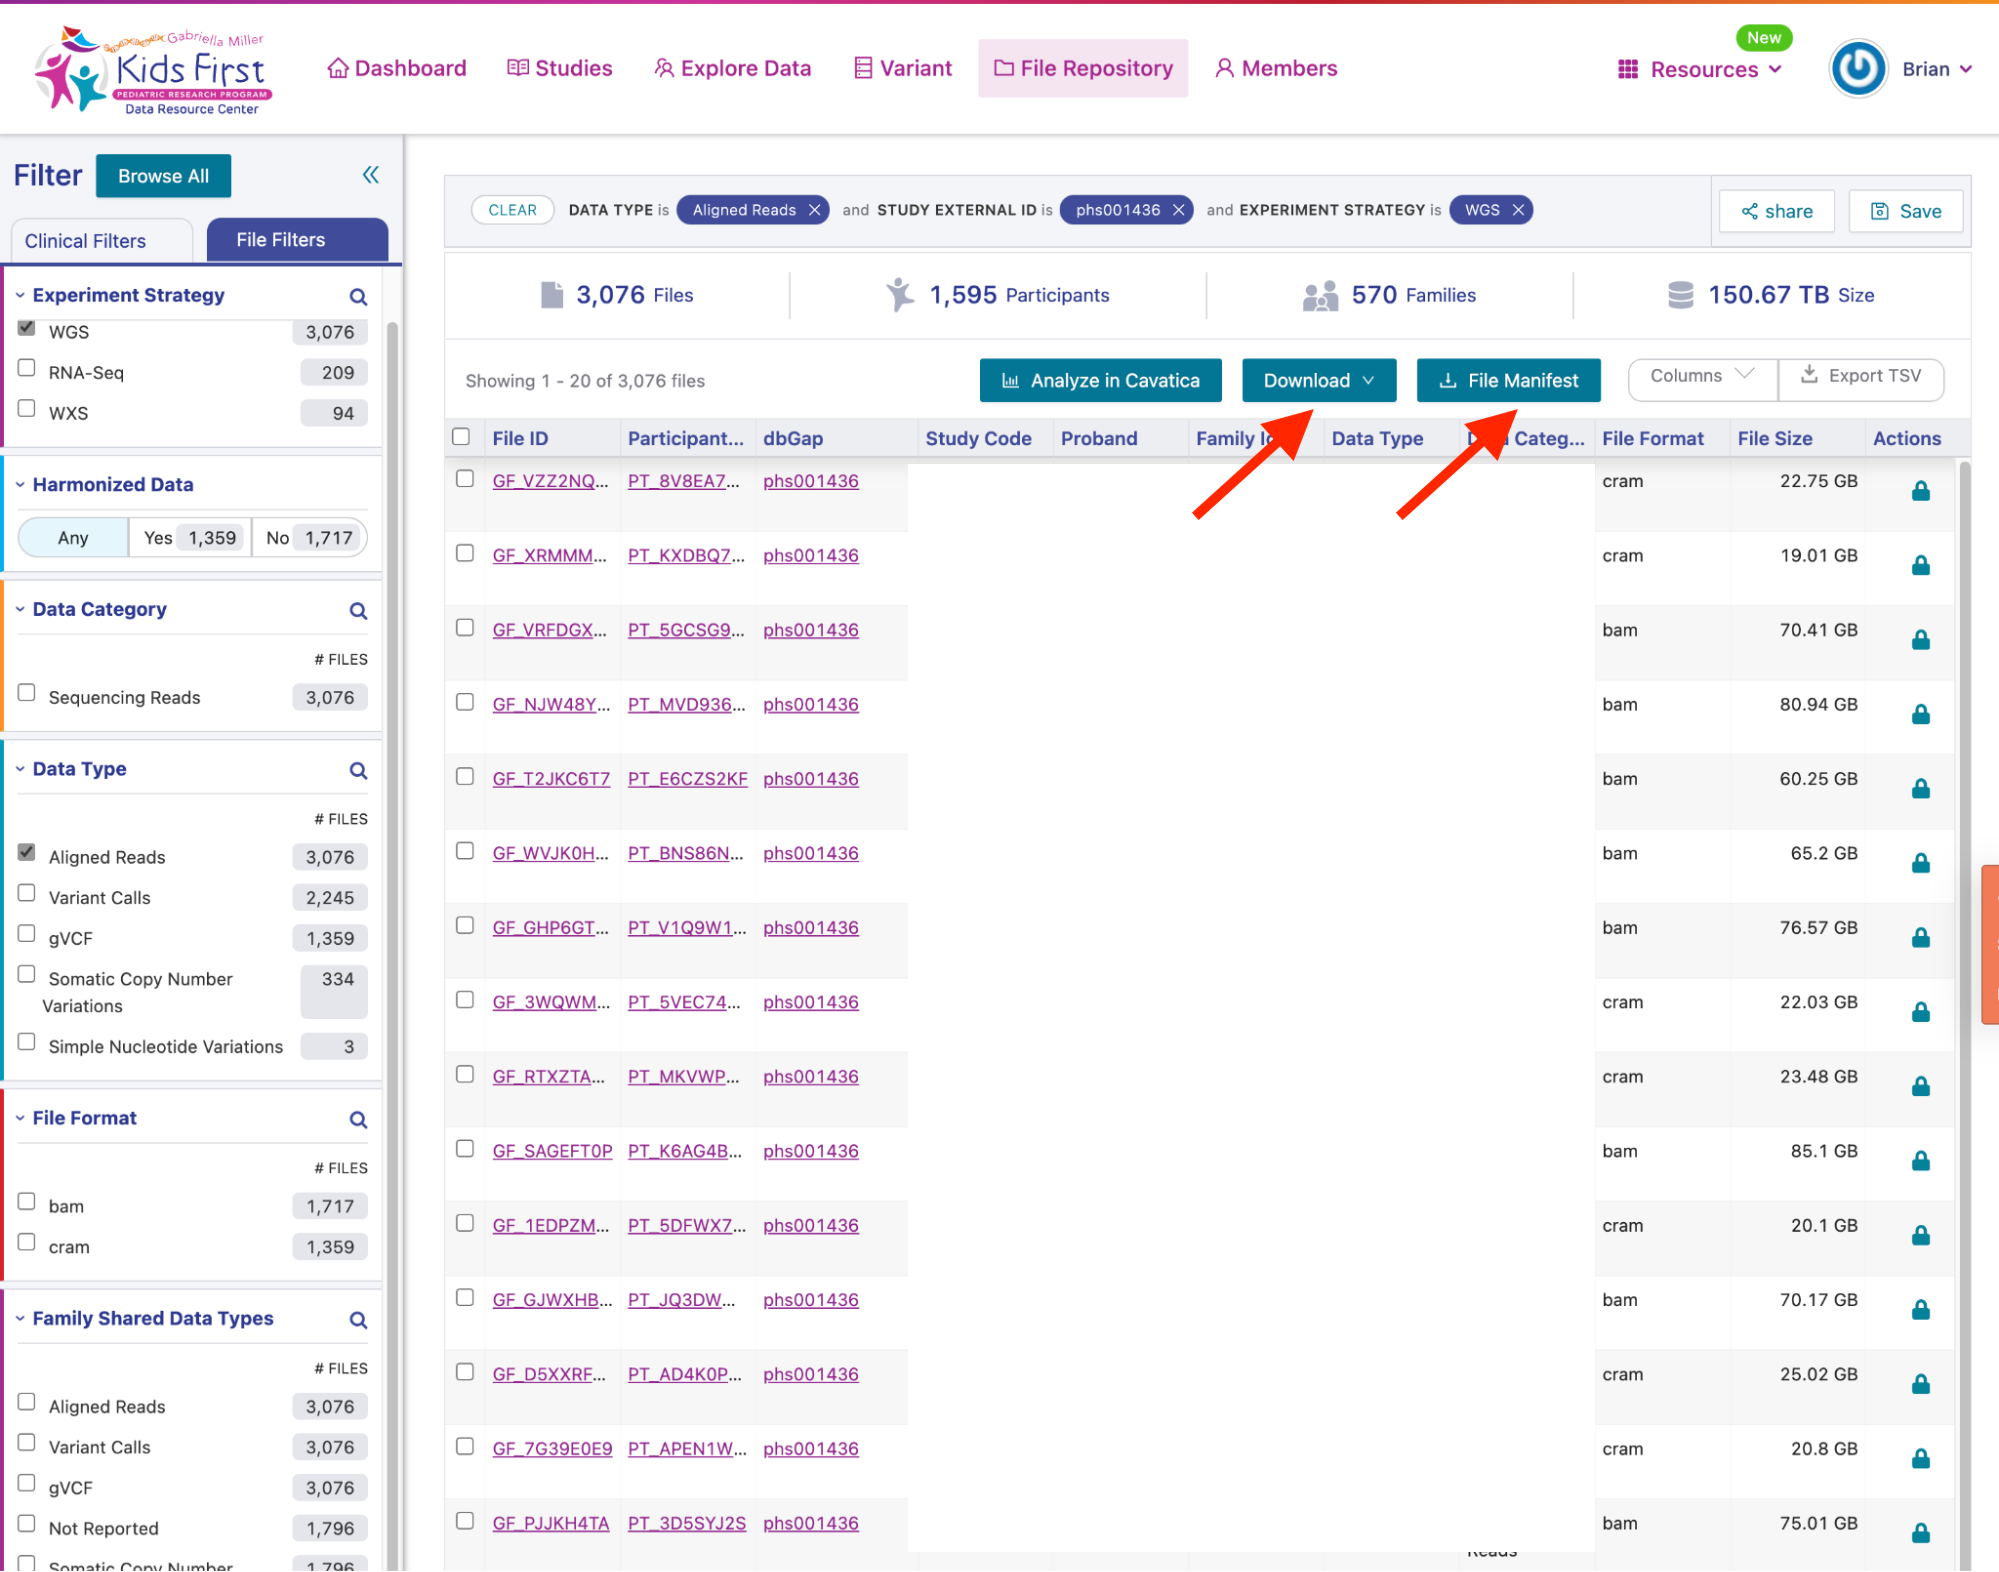 Gabriella Miller
Kids First
PEDIATRIC RESEARCH PROGRAM
Data Resource Center
Dashboard
Studies
Explore Data
Variant
File Repository
Members
New
Resources
Brian
Filter
Browse All
Clinical Filters
File Filters
Experiment Strategy
WGS 3,076
RNA-Seq 209
WXS 94
Harmonized Data
Any Yes 1,359 No 1,717
Data Category
# FILES
Sequencing Reads 3,076
Data Type
# FILES
Aligned Reads 3,076
Variant Calls 2,245
gVCF 1,359
Somatic Copy Number 334
Variations
Simple Nucleotide Variations 3
File Format
# FILES
bam 1,717
cram 1,359
Family Shared Data Types
# FILES
Aligned Reads 3,076
Variant Calls 3,076
gVCF 3,076
Not Reported 1,796
Somatic Copy Number 1,796
CLEAR DATA TYPE is Aligned Reads and STUDY EXTERNAL ID is phs001436 and EXPERIMENT STRATEGY is WGS
share
Save
3,076 Files
1,595 Participants
570 Families
150.67 TB Size
Showing 1 - 20 of 3,076 files
Analyze in Cavatica
Download
File Manifest
Columns
Export TSV
File ID Participant... dbGap Study Code Proband Family Data Type Categ... File Format File Size Actions
GF_VZZ2NQ... PT_8V8EA7... phs001436 cram 22.75 GB
GF_XRMMM... PT_KXDBQ7... phs001436 cram 19.01 GB
GF_VRFDGX... PT_5GCSG9... phs001436 bam 70.41 GB
GF_NJW48Y... PT_MVD936... phs001436 bam 80.94 GB
GF_T2JKC6T7 PT_E6CZS2KF phs001436 bam 60.25 GB
GF_WVJK0H... PT_BNS86N... phs001436 bam 65.2 GB
GF_GHP6GT... PT_V1Q9W1... phs001436 bam 76.57 GB
GF_3WQWM... PT_5VEC74... phs001436 cram 22.03 GB
GF_RTXZTA... PT_MKVWP... phs001436 cram 23.48 GB
GF_SAGEFT0P PT_K6AG4B... phs001436 bam 85.1 GB
GF_1EDPZM... PT_5DFWX7... phs001436 cram 20.1 GB
GF_GJWXHB... PT_JQ3DW... phs001436 bam 70.17 GB
GF_D5XXRF... PT_AD4K0P... phs001436 cram 25.02 GB
GF_7G39E0E9 PT_APEN1W... phs001436 cram 20.8 GB
GF_PJJKH4TA PT_3D5SYJ2S phs001436 bam 75.01 GB
Reads